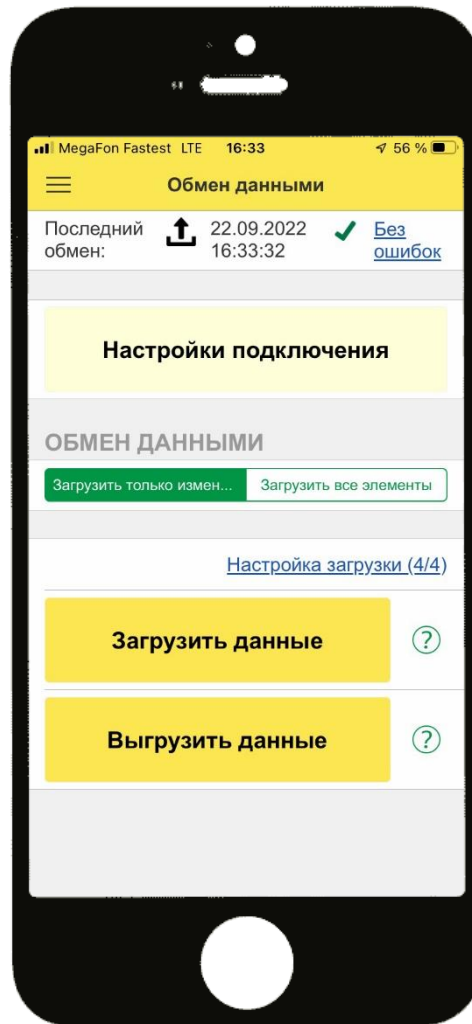 MegaFon Fastest LTE 16:33 56 %
Обмен данными
Последний обмен: 22.09.2022 16:33:32 Без ошибок
Настройки подключения
ОБМЕН ДАННЫМИ
Загрузить только измен... Загрузить все элементы
Настройка загрузки (4/4)
Загрузить данные ?
Выгрузить данные ?